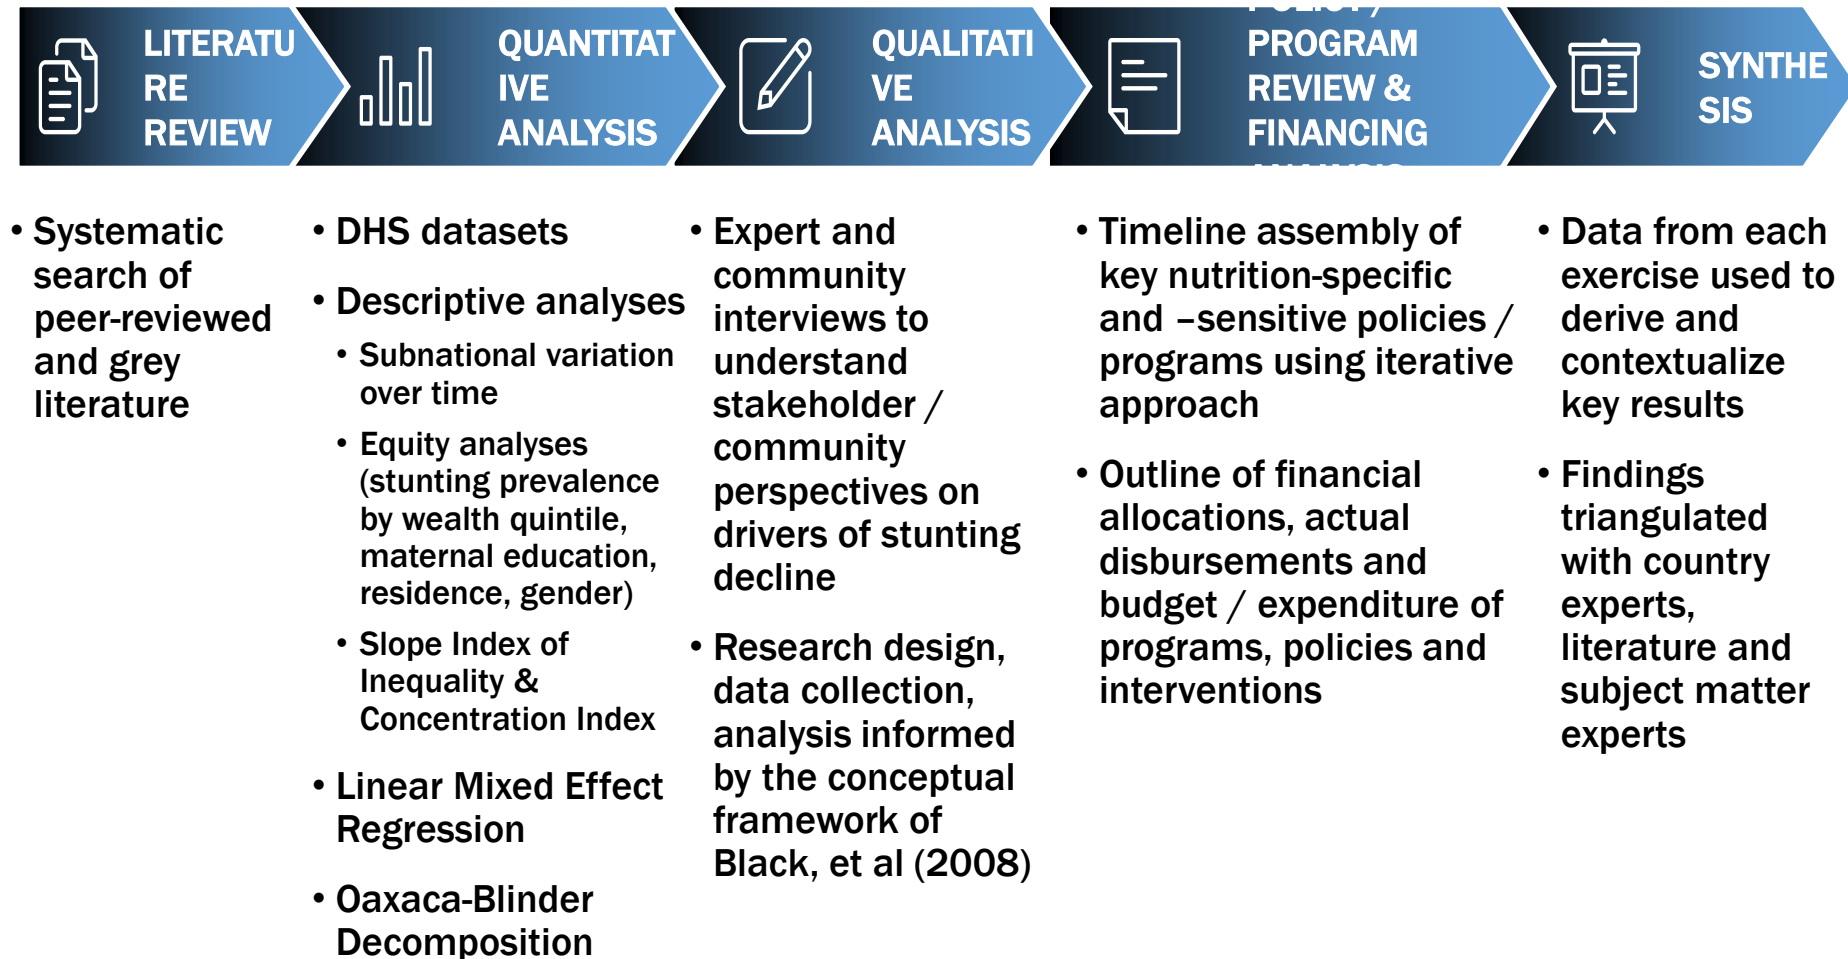 LITERATU
RE
REVIEW
QUANTITAT
IVE
ANALYSIS
QUALITATI
VE
ANALYSIS
POLICY /
PROGRAM
REVIEW &
FINANCING
ANALYSIS
SYNTHE
SIS
• Systematic
search of
peer-reviewed
and grey
literature
• DHS datasets
• Descriptive analyses
• Subnational variation
over time
• Equity analyses
(stunting prevalence
by wealth quintile,
maternal education,
residence, gender)
• Slope Index of
Inequality &
Concentration Index
• Linear Mixed Effect
Regression
• Oaxaca-Blinder
Decomposition
• Expert and
community
interviews to
understand
stakeholder /
community
perspectives on
drivers of stunting
decline
• Research design,
data collection,
analysis informed
by the conceptual
framework of
Black, et al (2008)
• Timeline assembly of
key nutrition-specific
and –sensitive policies /
programs using iterative
approach
• Outline of financial
allocations, actual
disbursements and
budget / expenditure of
programs, policies and
interventions
• Data from each
exercise used to
derive and
contextualize
key results
• Findings
triangulated
with country
experts,
literature and
subject matter
experts